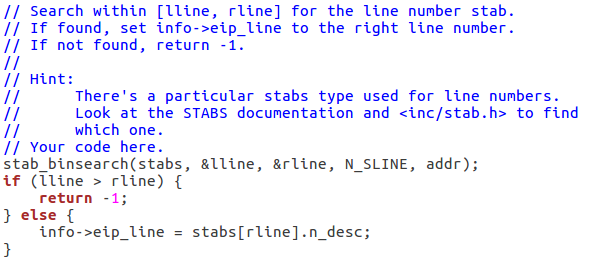 // Search within [lline, rline] for the line number stab.
// If found, set info->eip_line to the right line number.
// If not found, return -1.
//
// Hint:
//      There's a particular stabs type used for line numbers.
//      Look at the STABS documentation and <inc/stab.h> to find
//      which one.
// Your code here.
stab_binsearch(stabs, &lline, &rline, N_SLINE, addr);
if (lline > rline) {
    return -1;
} else {
    info->eip_line = stabs[rline].n_desc;
}